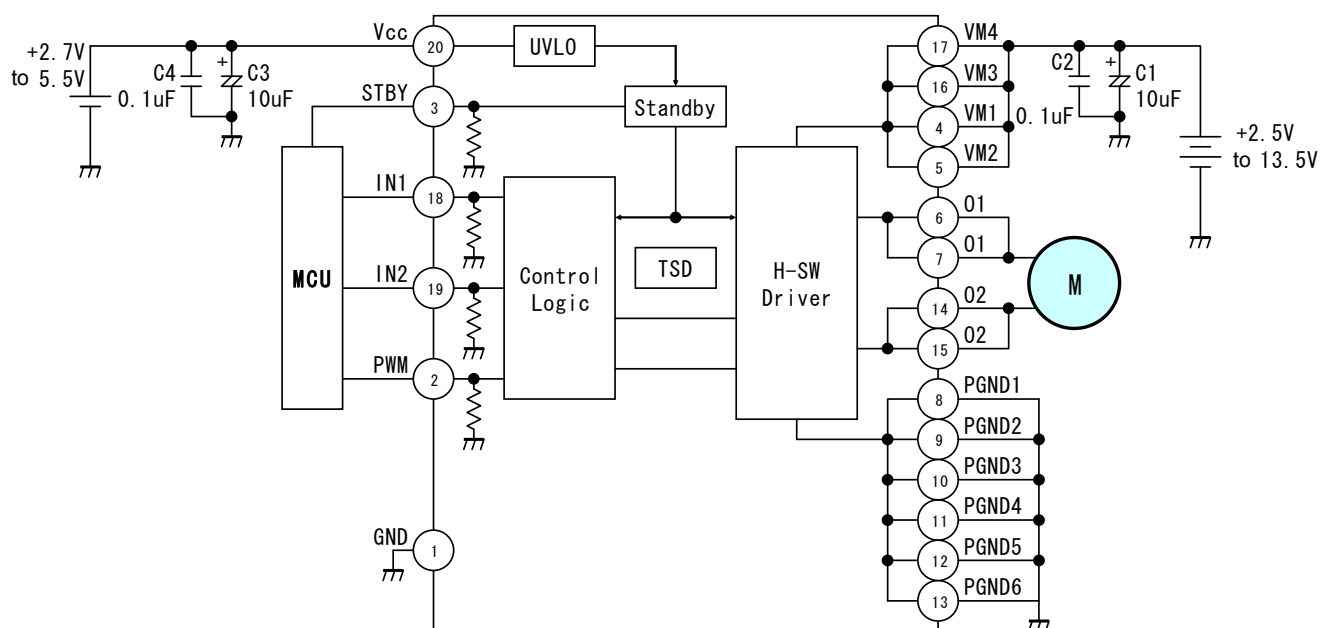 Vcc
20
UVLO
17
VM4
+2.7V
to 5.5V
C4
0.1uF
+
C3
10uF
STBY
3
Standby
16
VM3
4
VM1
5
VM2
C2
0.1uF
+
C1
10uF
+2.5V
to 13.5V
MCU
IN1
18
IN2
19
PWM
2
Control
Logic
TSD
H-SW
Driver
6
O1
7
O1
14
O2
15
O2
M
8
PGND1
9
PGND2
10
PGND3
11
PGND4
12
PGND5
13
PGND6
GND
1